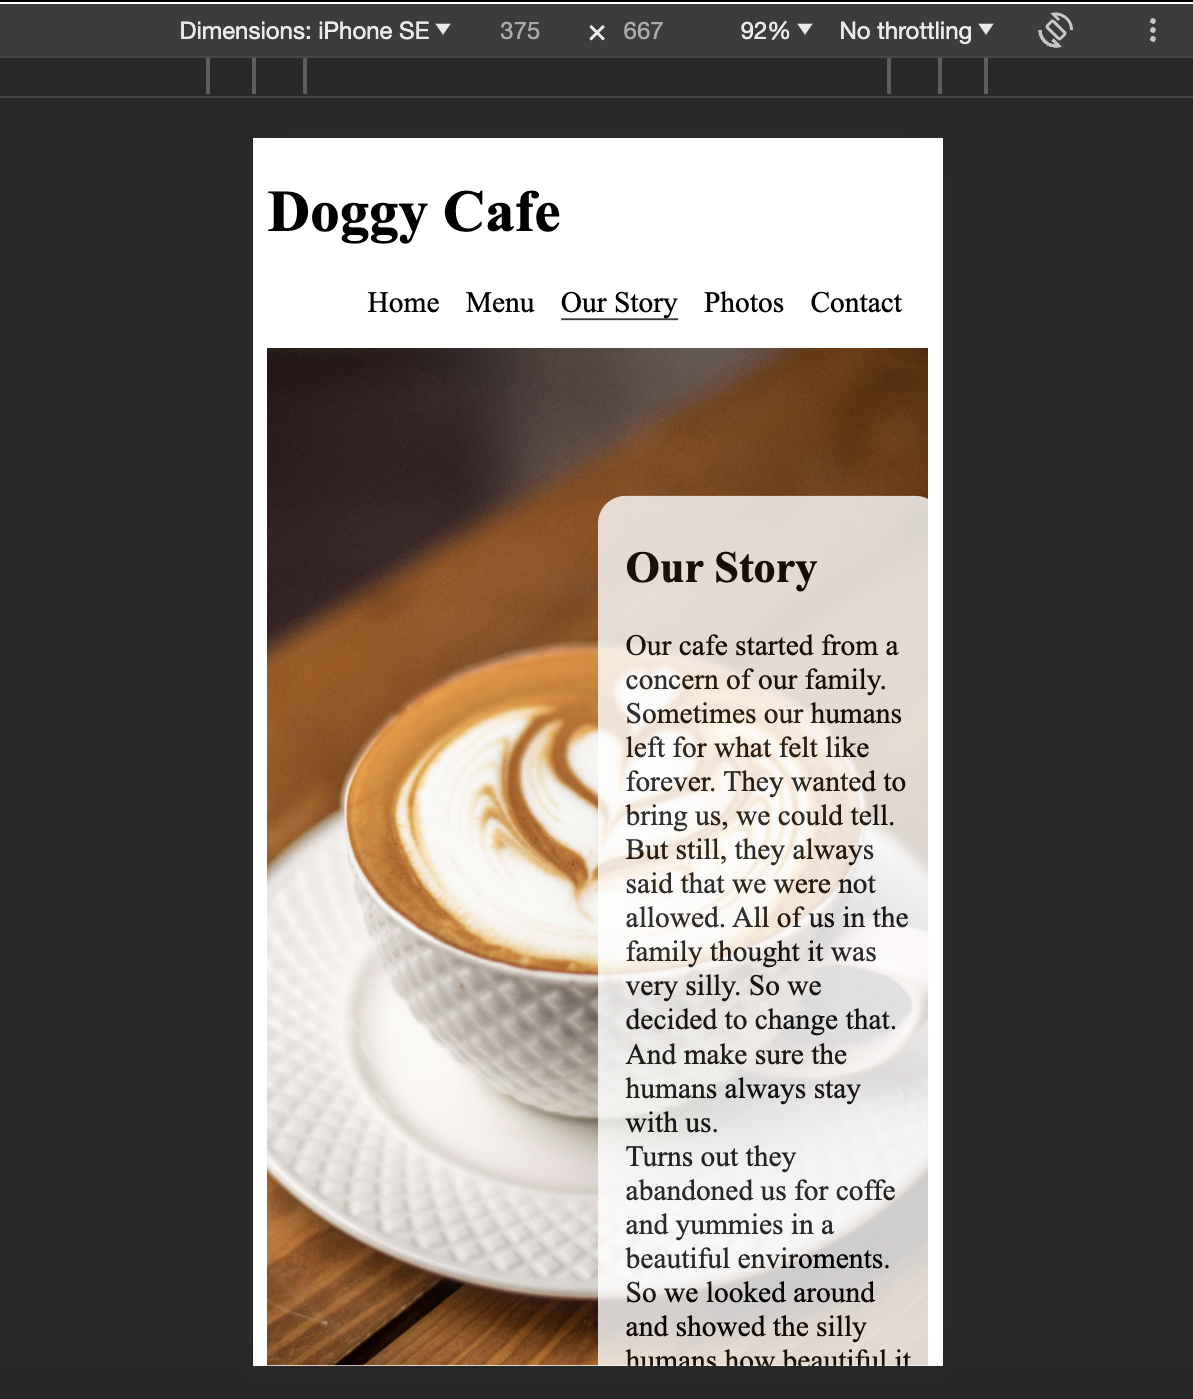 Dimensions: iPhone SE 375 × 667 92% No throttling
Doggy Cafe
Home Menu Our Story Photos Contact
Our Story
Our cafe started from a
concern of our family.
Sometimes our humans
left for what felt like
forever. They wanted to
bring us, we could tell.
But still, they always
said that we were not
allowed. All of us in the
family thought it was
very silly. So we
decided to change that.
And make sure the
humans always stay
with us.
Turns out they
abandoned us for coffe
and yummies in a
beautiful enviroments.
So we looked around
and showed the silly
humans how beautiful it